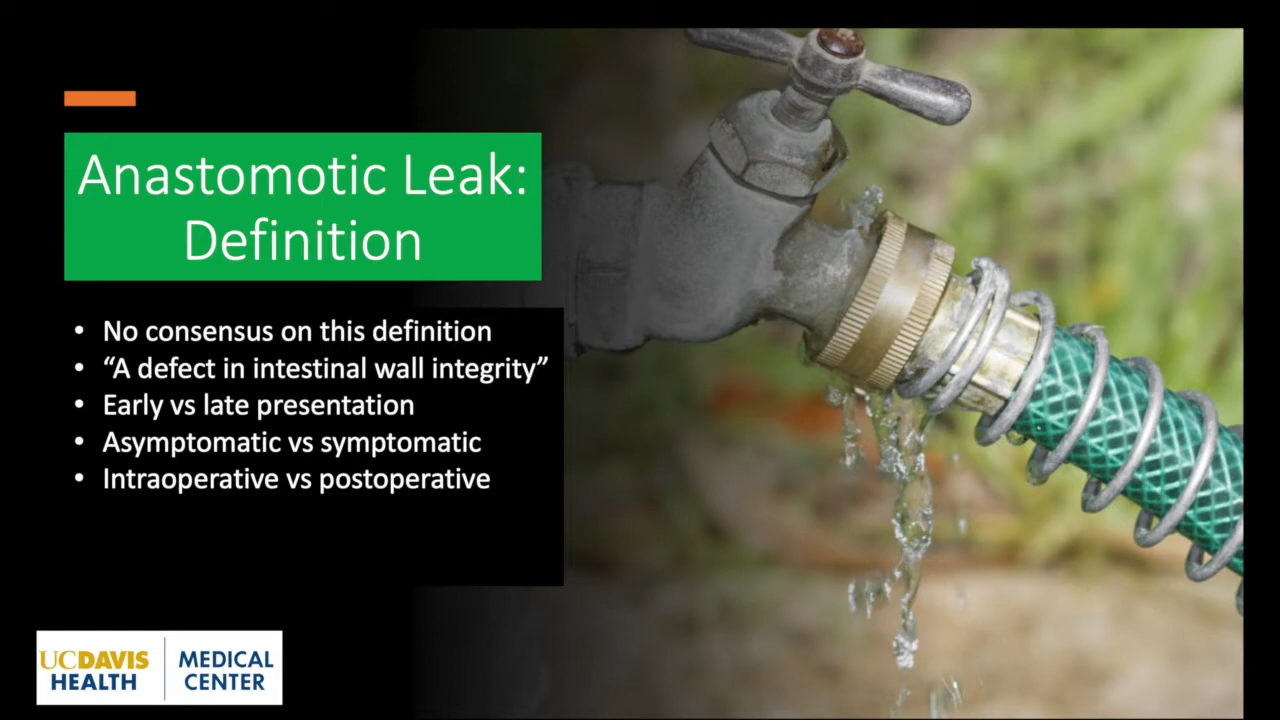 Anastomotic Leak:
Definition
• No consensus on this definition
• “A defect in intestinal wall integrity”
• Early vs late presentation
• Asymptomatic vs symptomatic
• Intraoperative vs postoperative
UCDAVIS
HEALTH
MEDICAL
CENTER